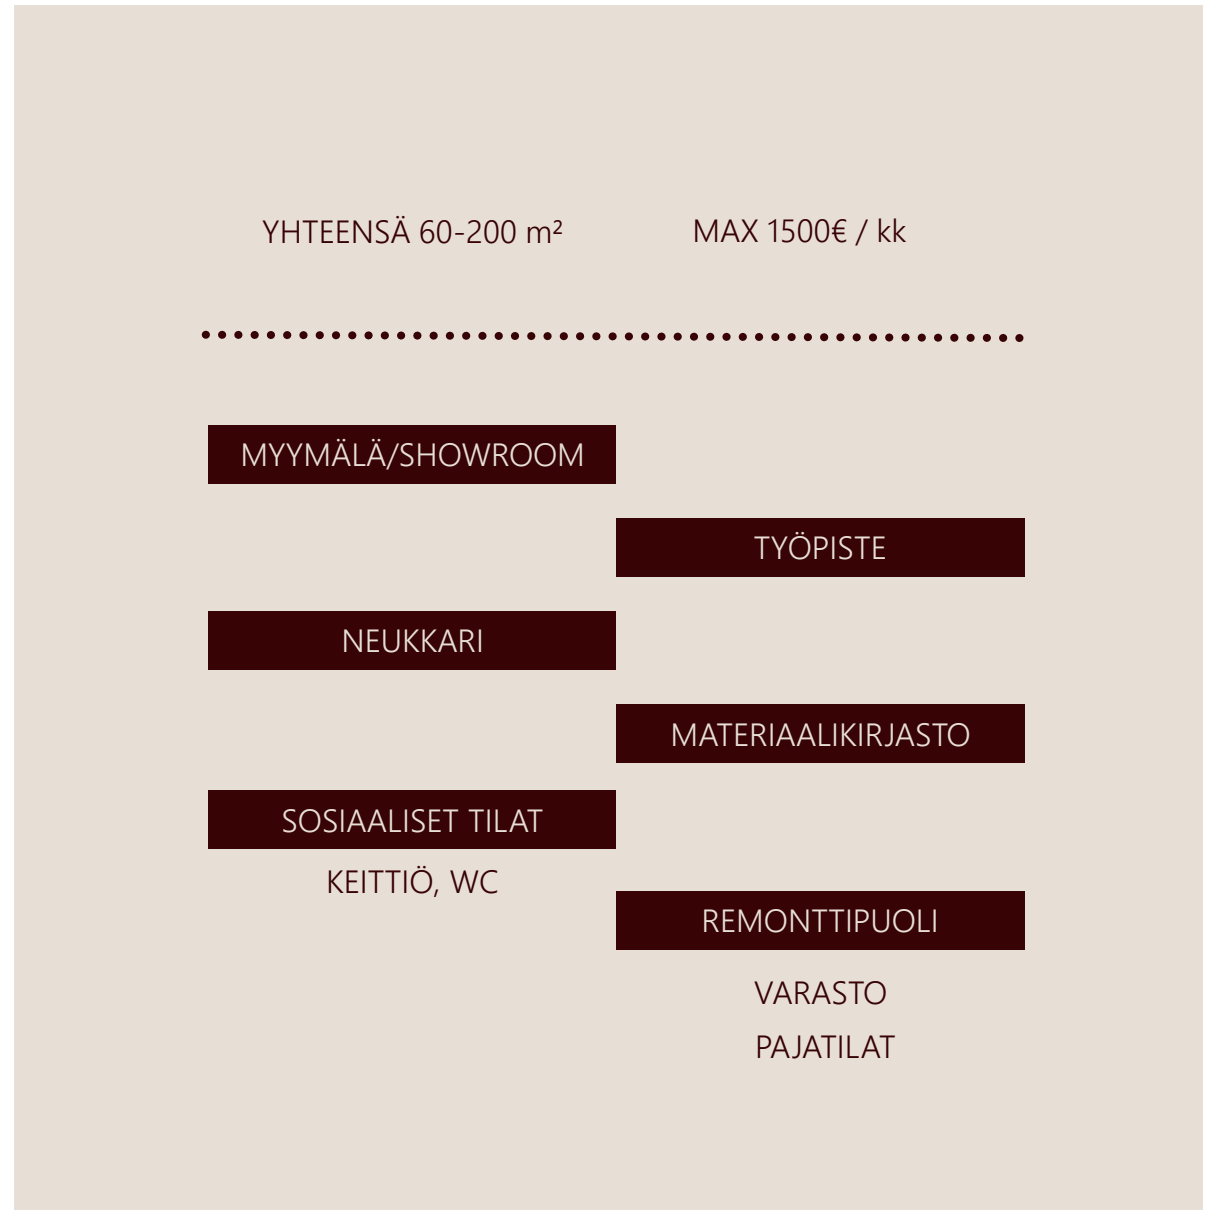 YHTEENSÄ 60-200 m²
MAX 1500€ / kk
MYYMÄLÄ/SHOWROOM
TYÖPISTE
NEUKKARI
MATERIAALIKIRJASTO
SOSIAALISET TILAT
KEITTIÖ, WC
REMONTTIPUOLI
VARASTO
PAJATILAT